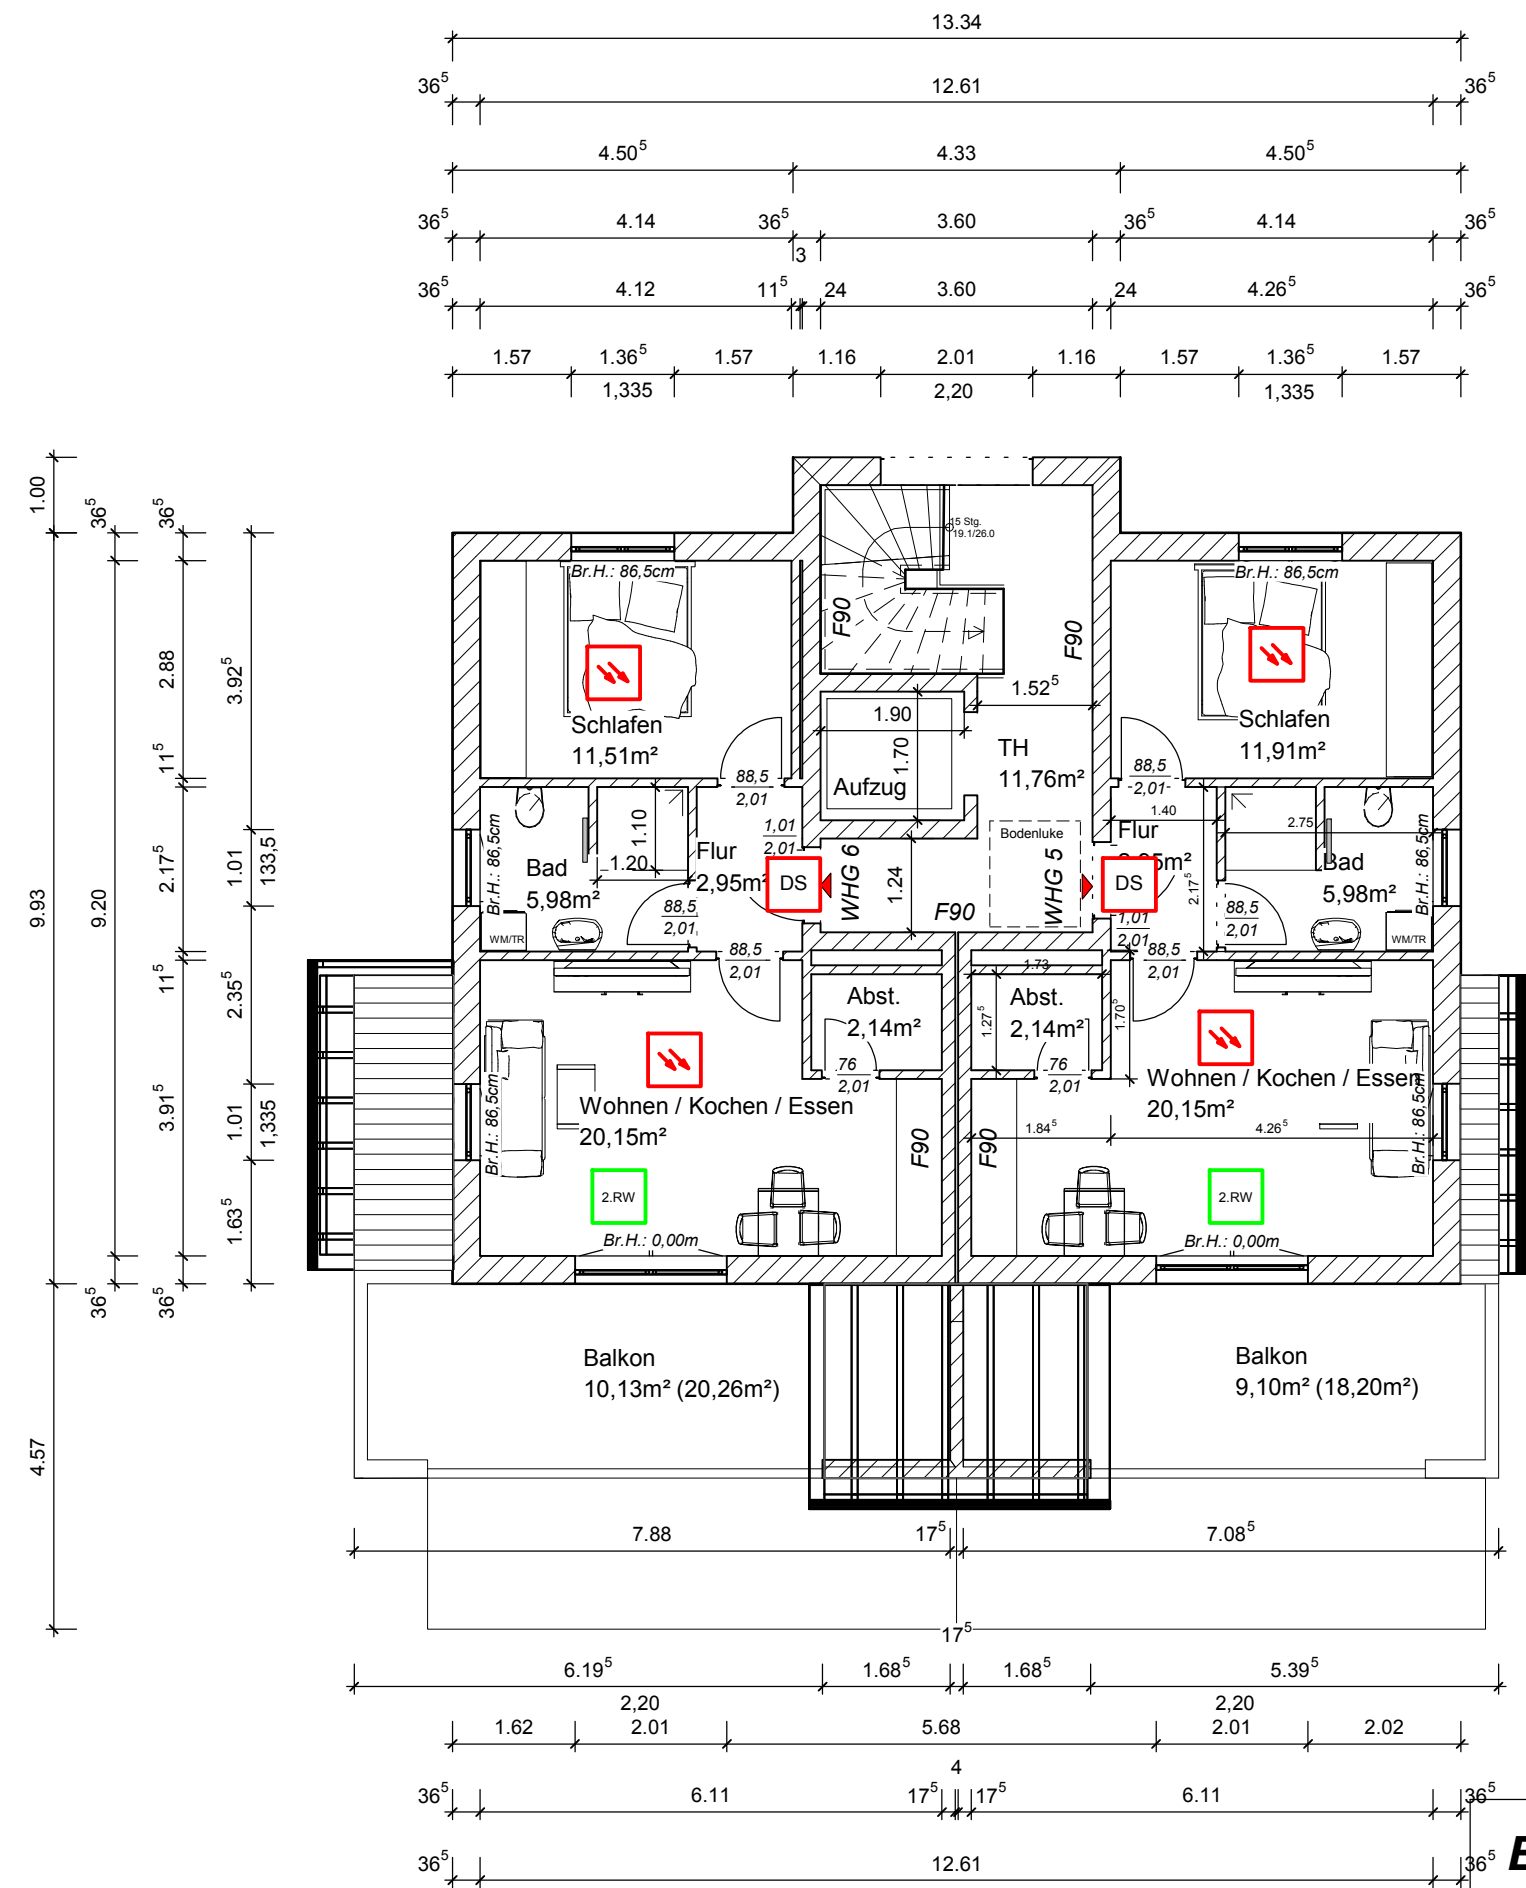 13.34
36⁵ 12.61 36⁵
4.50⁵ 4.33 4.50⁵
36⁵ 4.14 36⁵ 3.60 36⁵ 4.14 36⁵
3
36⁵ 4.12 11⁵ 24 3.60 24 4.26⁵ 36⁵
1.57 1.36⁵ 1.57 1.16 2.01 1.16 1.57 1.36⁵ 1.57
1,335 2,20 1,335
1.00
36⁵ 36⁵
9.93
9.20
2.88
11⁵
2.17⁵
11⁵
3.91⁵
3.92⁵
1.01
133,5
2.35⁵
1.01
1,335
1.63⁵
36⁵ 36⁵
4.57
15 Stg.
19.1/26.0
Br.H.: 86,5cm
Br.H.: 86,5cm
F90
F90
Schlafen
11,51m²
Schlafen
11,91m²
1.52⁵
1.90
1.70
Aufzug
TH
11,76m²
88,5
2,01
88,5
2,01
1.40
2.75
1.10
1.20
1,01
2,01
Bodenluke
Flur
2,95m²
DS
WHG 6
1.24
F90
WHG 5
DS
Flur
Bad
5,98m²
Br.H.: 86,5cm
WM/TR
88,5
2,01
88,5
2,01
1,01
2,01
2.17⁵
88,5
2,01
88,5
2,01
Bad
5,98m²
Br.H.: 86,5cm
WM/TR
Abst.
2,14m²
1.73
1.27⁵
Abst.
2,14m²
1.70⁵
76
2,01
76
2,01
Wohnen / Kochen / Essen
20,15m²
Wohnen / Kochen / Essen
20,15m²
Br.H.: 86,5cm
F90
F90
1.84⁵
4.26⁵
Br.H.: 86,5cm
2.RW
2.RW
Br.H.: 0,00m
Br.H.: 0,00m
Balkon
10,13m² (20,26m²)
Balkon
9,10m² (18,20m²)
7.88 17⁵ 7.08⁵
17⁵
6.19⁵ 1.68⁵ 1.68⁵ 5.39⁵
2,20 2,20
1.62 2.01 5.68 2.01 2.02
4
36⁵ 6.11 17⁵ 17⁵ 6.11 36⁵
36⁵ 12.61 36⁵
E